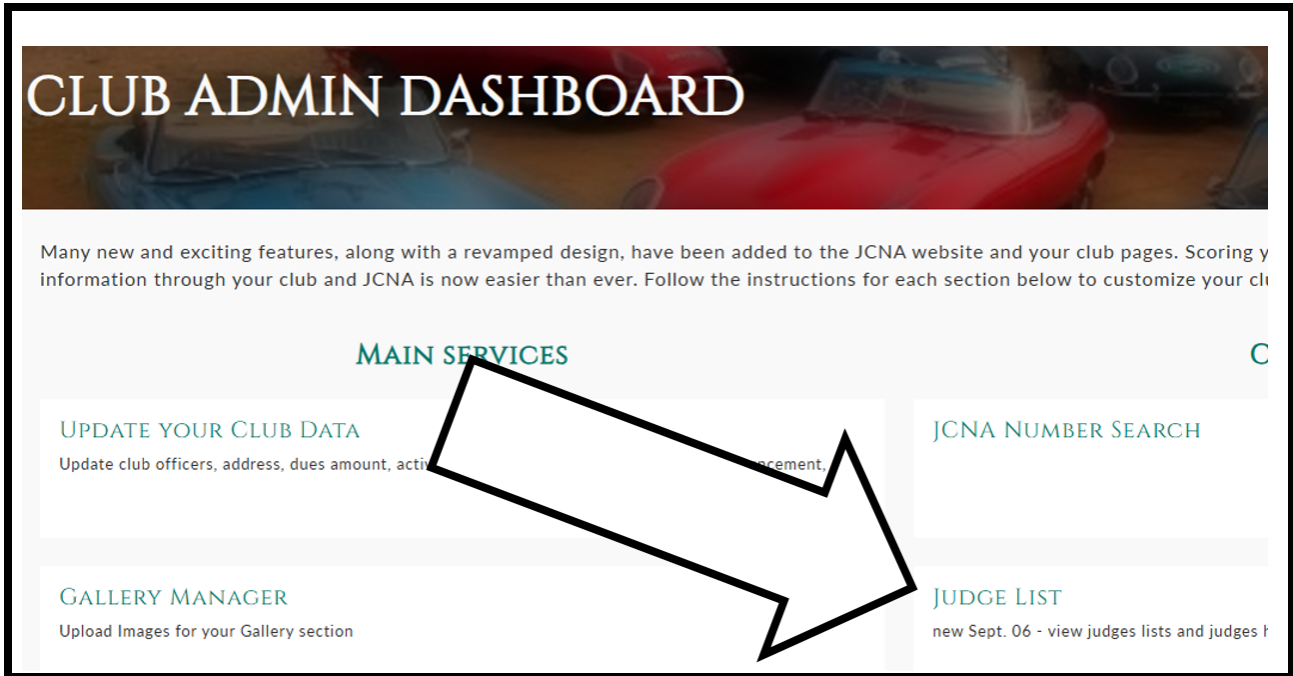 CLUB ADMIN DASHBOARD
Many new and exciting features, along with a revamped design, have been added to the JCNA website and your club pages. Scoring
information through your club and JCNA is now easier than ever. Follow the instructions for each section below to customize your
MAIN SERVICES
UPDATE YOUR CLUB DATA
Update club officers, address, dues amount,
GALLERY MANAGER
Upload Images for your Gallery section
JCNA NUMBER SEARCH
JUDGE LIST
new Sept. 06 - view judges lists and judges